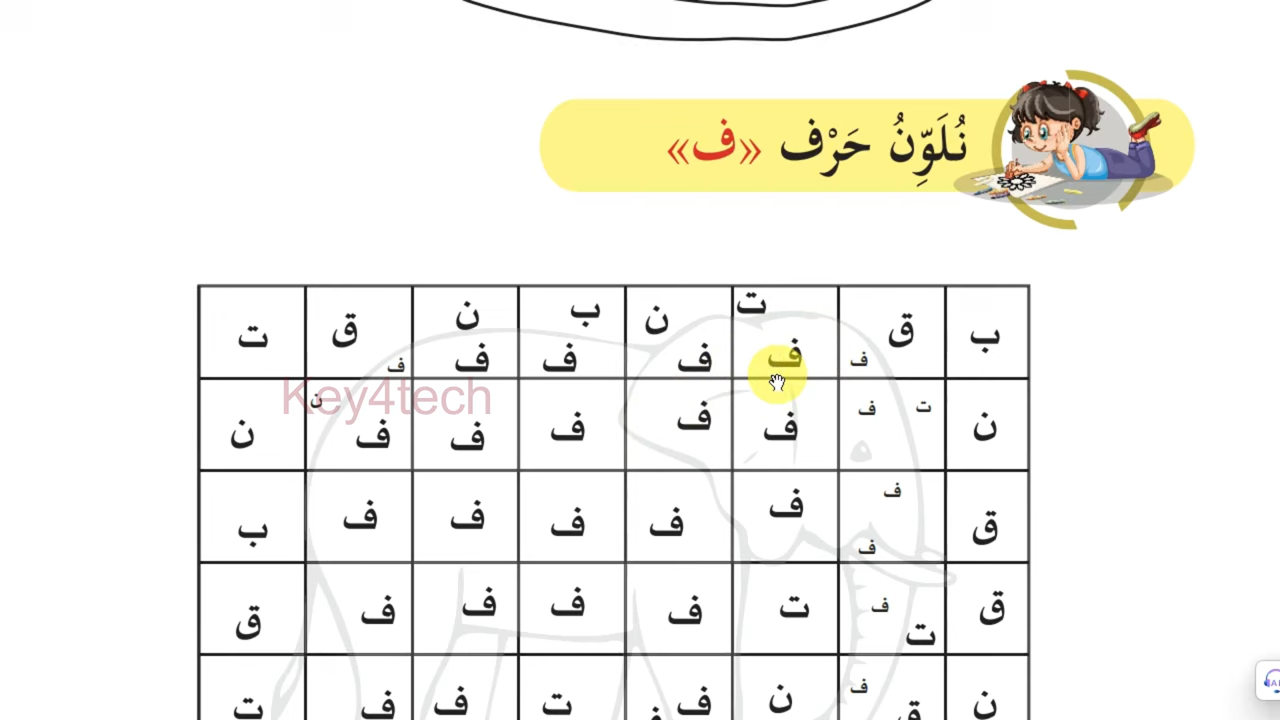 نُلَوِّنُ حَرْف «ف»
ب ق ف ت ف ن ف ب ف ن ف ق ف ت
ن ت ف ف ف ف ف ن ف ن
Key4tech
ق ف ف ف ف ف ف ف ب
ق ف ت ت ف ف ف ف ق
ن ف ق ن ف ف ت ف ف ت